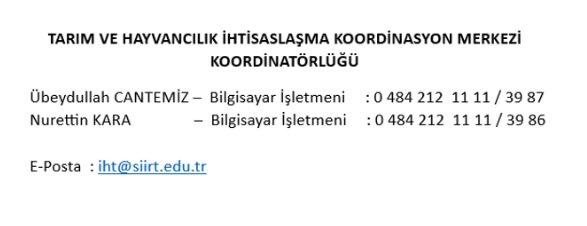 TARIM VE HAYVANCILIK İHTİSASLAŞMA KOORDİNASYON MERKEZİ
KOORDİNATÖRLÜĞÜ
Übeydullah CANTEMİZ – Bilgisayar İşletmeni : 0 484 212 11 11 / 39 87
Nurettin KARA – Bilgisayar İşletmeni : 0 484 212 11 11 / 39 86
E-Posta : iht@siirt.edu.tr